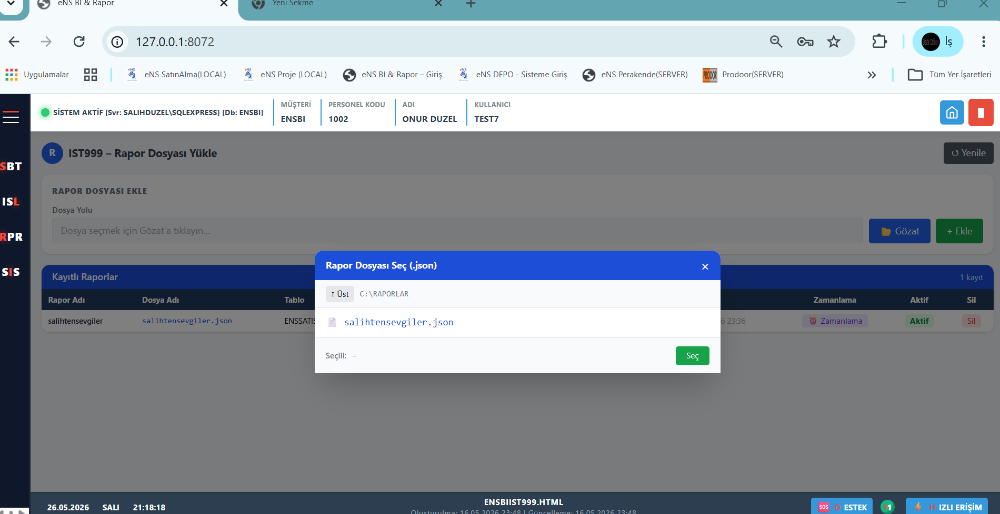 eNS BI & Rapor
Yeni Sekme
127.0.0.1:8072
İş
Uygulamalar
eNS SatınAlma(LOCAL)
eNS Proje (LOCAL)
eNS BI & Rapor – Giriş
eNS DEPO - Sisteme Giriş
eNS Perakende(SERVER)
PRODOR
Prodoor(SERVER)
Tüm Yer İşaretleri
SİSTEM AKTİF [Svr: SALIHDUZEL\SQLEXPRESS] [Db: ENSBI]
MÜŞTERİ
ENSBI
PERSONEL KODU
1002
ADI
ONUR DUZEL
KULLANICI
TEST7
SBT
ISL
RPR
SIS
R
IST999 – Rapor Dosyası Yükle
↺ Yenile
RAPOR DOSYASI EKLE
Dosya Yolu
Dosya seçmek için Gözat'a tıklayın...
Gözat
+ Ekle
Kayıtlı Raporlar
1 kayıt
Rapor Adı
Dosya Adı
Tablo
Zamanlama
Aktif
Sil
salihtensevgiler
salihtensevgiler.json
ENSSATIS
6 23:36
Zamanlama
Aktif
Sil
Rapor Dosyası Seç (.json)
×
↑ Üst
C:\RAPORLAR
salihtensevgiler.json
Seçili: –
Seç
26.05.2026 SALI 21:18:18
ENSBIIST999.HTML
Oluşturulma: 16.05.2026 23:48 | Güncelleme: 16.05.2026 23:48
SOS
D ESTEK
11
H IZLI ERİŞİM